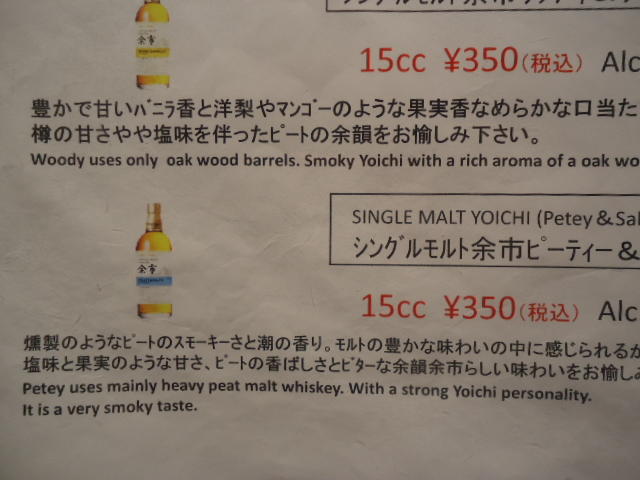 余市
15cc ¥350(税込) Alc
豊かで甘いﾊﾞﾆﾗ香と洋梨やﾏﾝｺﾞｰのような果実香なめらかな口当た
樽の甘さやや塩味を伴ったﾋﾟｰﾄの余韻をお愉しみ下さい。
Woody uses only oak wood barrels. Smoky Yoichi with a rich aroma of a oak wo
余市
SINGLE MALT YOICHI (Petey＆Sal
シングルモルト余市ピーティー＆
15cc ¥350(税込) Alc
燻製のようなﾋﾟｰﾄのスモーキーさと潮の香り。ﾓﾙﾄの豊かな味わいの中に感じられるか
塩味と果実のような甘さ、ﾋﾟｰﾄの香ばしさとﾋﾞﾀｰな余韻余市らしい味わいをお愉し
Petey uses mainly heavy peat malt whiskey. With a strong Yoichi personality.
It is a very smoky taste.